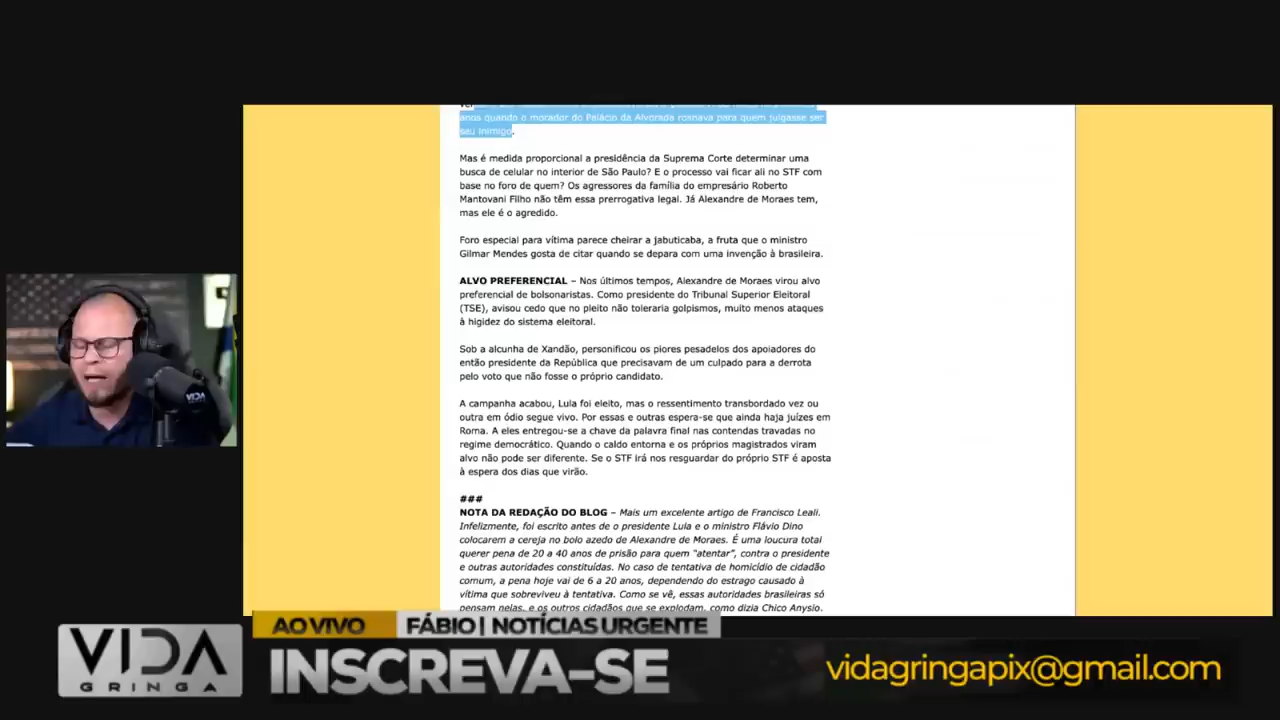 anos quando o morador do Palácio da Alvorada rosnava para quem julgasse ser
seu inimigo.
Mas é medida proporcional a presidência da Suprema Corte determinar uma
busca de celular no interior de São Paulo? E o processo vai ficar ali no STF com
base no foro de quem? Os agressores da família do empresário Roberto
Mantovani Filho não têm essa prerrogativa legal. Já Alexandre de Moraes tem,
mas ele é o agredido.
Foro especial para vítima parece cheirar a jabuticaba, a fruta que o ministro
Gilmar Mendes gosta de citar quando se depara com uma invenção à brasileira.
ALVO PREFERENCIAL – Nos últimos tempos, Alexandre de Moraes virou alvo
preferencial de bolsonaristas. Como presidente do Tribunal Superior Eleitoral
(TSE), avisou cedo que no pleito não toleraria golpismos, muito menos ataques
à higidez do sistema eleitoral.
Sob a alcunha de Xandão, personificou os piores pesadelos dos apoiadores do
então presidente da República que precisavam de um culpado para a derrota
pelo voto que não fosse o próprio candidato.
A campanha acabou, Lula foi eleito, mas o ressentimento transbordado vez ou
outra em ódio segue vivo. Por essas e outras espera-se que ainda haja juízes em
Roma. A eles entregou-se a chave da palavra final nas contendas travadas no
regime democrático. Quando o caldo entorna e os próprios magistrados viram
alvo não pode ser diferente. Se o STF irá nos resguardar do próprio STF é aposta
à espera dos dias que virão.
###
NOTA DA REDAÇÃO DO BLOG – Mais um excelente artigo de Francisco Leali.
Infelizmente, foi escrito antes de o presidente Lula e o ministro Flávio Dino
colocarem a cereja no bolo azedo de Alexandre de Moraes. É uma loucura total
querer pena de 20 a 40 anos de prisão para quem "atentar", contra o presidente
e outras autoridades constituídas. No caso de tentativa de homicídio de cidadão
comum, a pena hoje vai de 6 a 20 anos, dependendo do estrago causado à
vítima que sobreviveu à tentativa. Como se vê, essas autoridades brasileiras só
pensam nelas, e os outros cidadãos que se explodam, como dizia Chico Anysio.
VIDA
AO VIVO
FÁBIO | NOTÍCIAS URGENTE
VIDA
GRINGA
INSCREVA-SE
vidagringapix@gmail.com